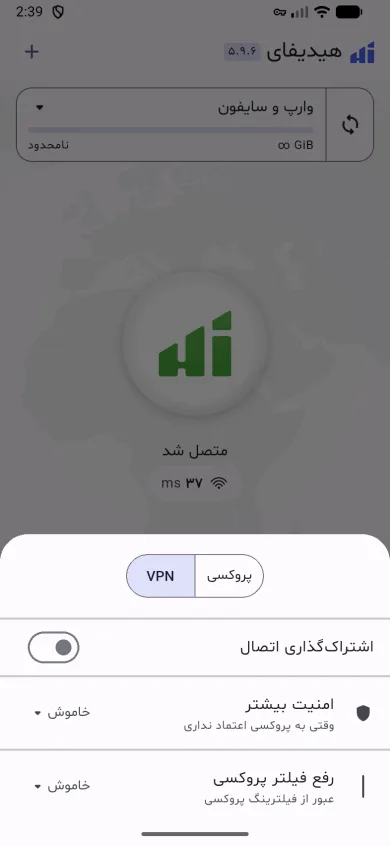 2:39
هیدیفای ۵.۹.۶
وارپ و سایفون
∞ GiB نامحدود
متصل شد
۳۷ ms
پروکسی VPN
اشتراک‌گذاری اتصال
امنیت بیشتر
وقتی به پروکسی اعتماد نداری
خاموش
رفع فیلتر پروکسی
عبور از فیلترینگ پروکسی
خاموش